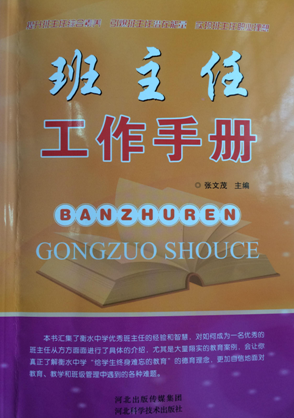 班主任
工作手册
◎张文茂 主编
BANZHUREN
GONGZUO SHOUCE
本书汇集了衡水中学优秀班主任的经验和智慧，对如何成为一名优秀的
班主任从方方面面进行了具体的介绍，尤其是大量翔实的教育案例，会让你
真正了解衡水中学“给学生终身难忘的教育”的德育理念，更加自信地面对
教育、教学和班级管理中遇到的各种难题。
河北出版传媒集团
河北科学技术出版社